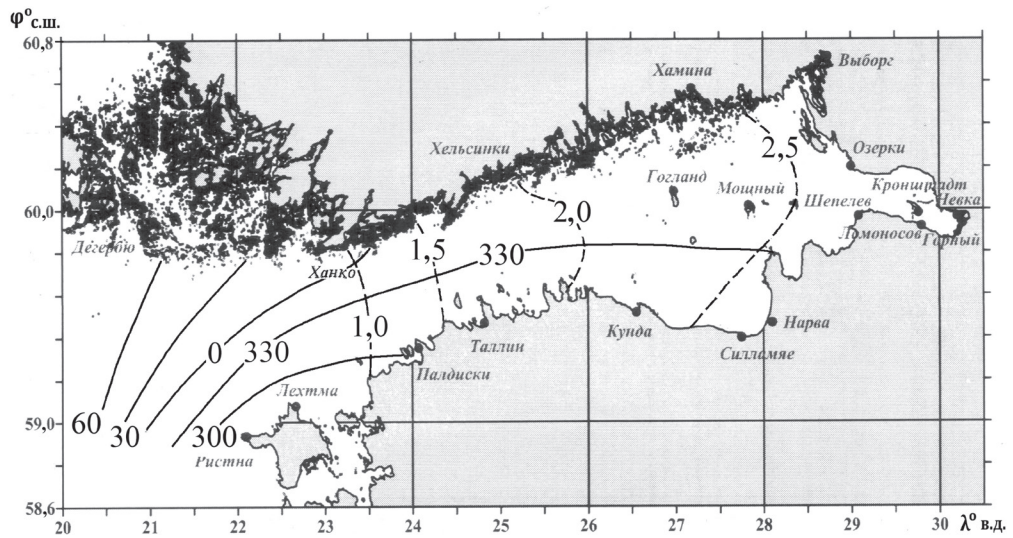 φ° с.ш.
60,8
Выборг
Хамина
Хельсинки
2,5
Озерки
Гогланд
Мощный
Кронштадт
Невка
60,0
2,0
Шепелев
Дегербю
Ломоносов Горный
1,5
330
Ханко
1,0
Нарва
Кунда
Таллин
Силламяе
0
330
Палдиски
Лехтма
59,0
60
30
300
Ристна
58,6
20 21 22 23 24 25 26 27 28 29 30 λ° в.д.